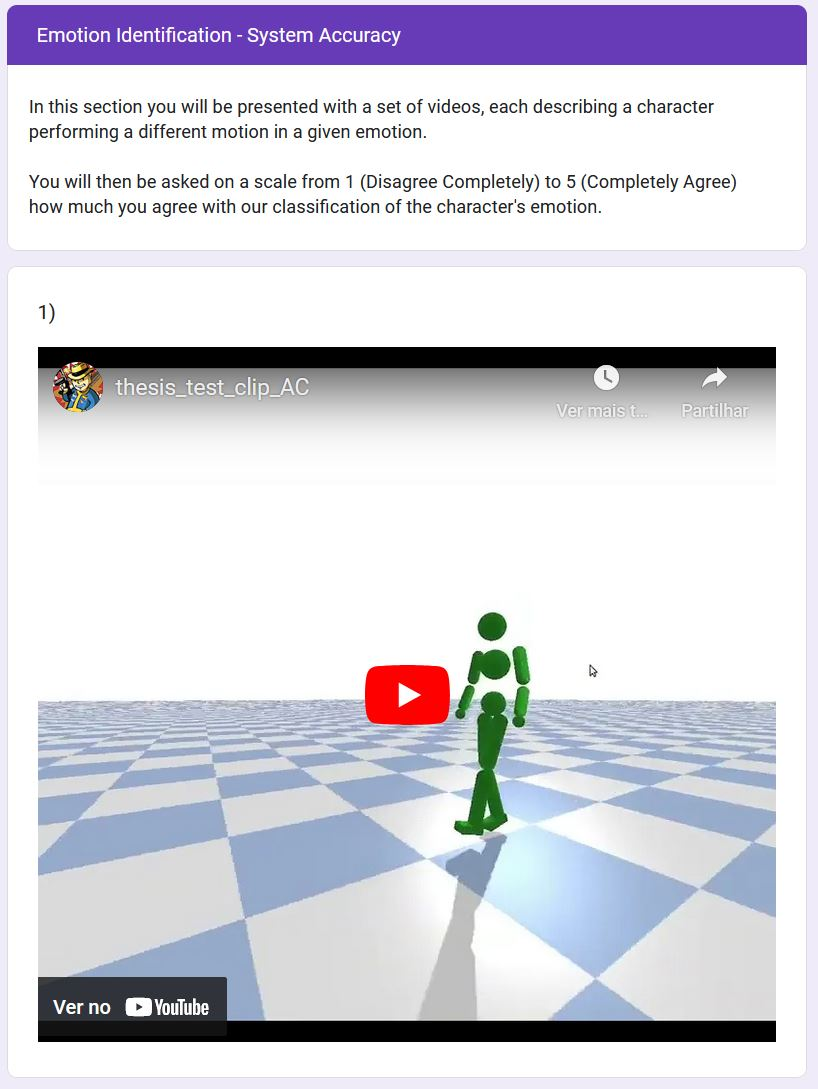 Emotion Identification - System Accuracy
In this section you will be presented with a set of videos, each describing a character
performing a different motion in a given emotion.
You will then be asked on a scale from 1 (Disagree Completely) to 5 (Completely Agree)
how much you agree with our classification of the character's emotion.
1)
thesis_test_clip_AC
Ver mais t...
Partilhar
Ver no YouTube